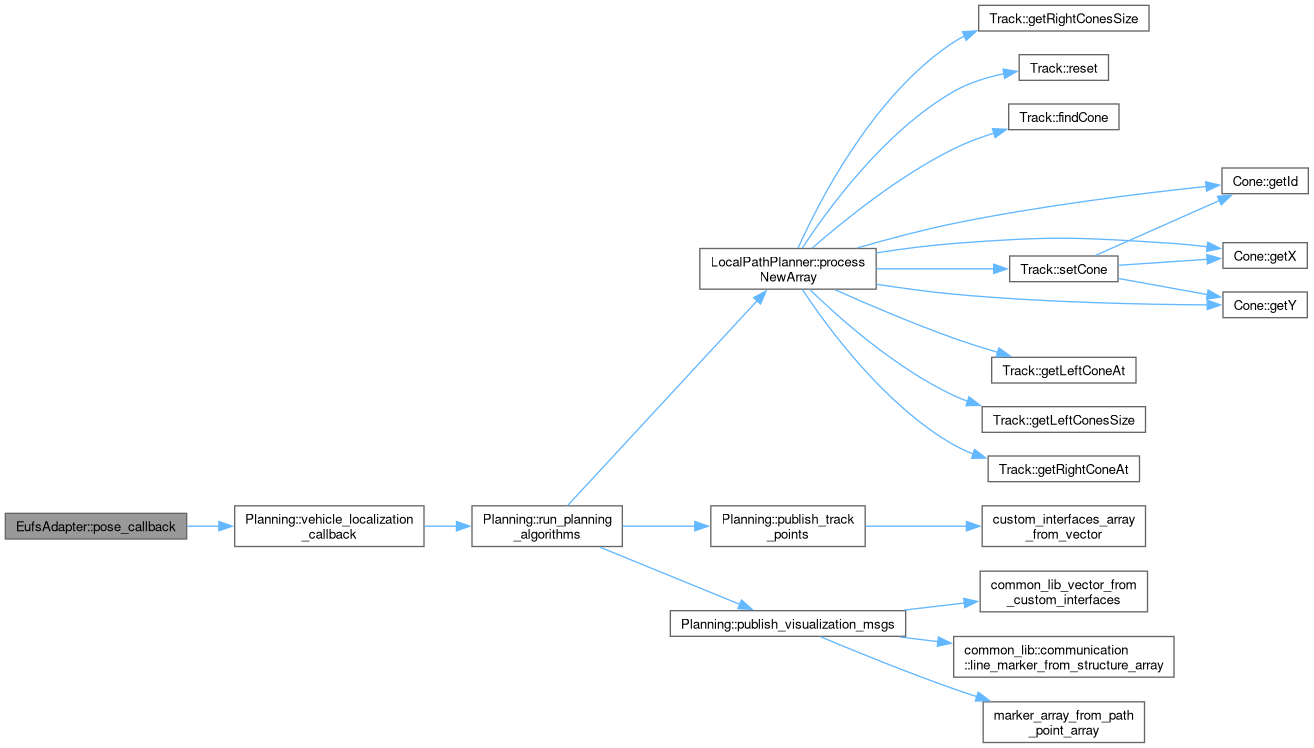 EufsAdapter::pose_callback
Planning::vehicle_localization
_callback
Planning::run_planning
_algorithms
LocalPathPlanner::process
NewArray
Planning::publish_track
_points
Planning::publish_visualization_msgs
Track::getRightConesSize
Track::reset
Track::findCone
Track::setCone
Track::getLeftConeAt
Track::getLeftConesSize
Track::getRightConeAt
custom_interfaces_array
_from_vector
common_lib_vector_from
_custom_interfaces
common_lib::communication
::line_marker_from_structure_array
marker_array_from_path
_point_array
Cone::getId
Cone::getX
Cone::getY